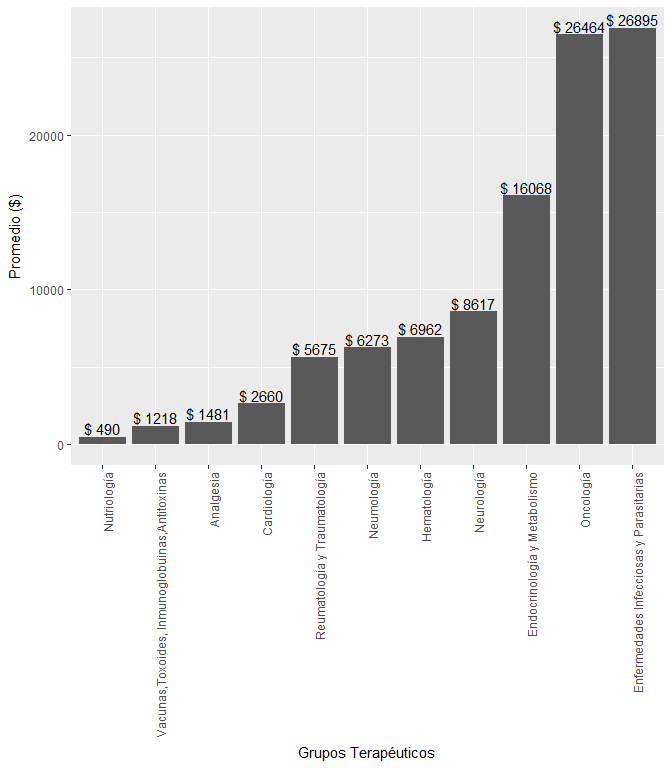 $ 26895
$ 26464
20000
$ 16068
Promedio ($)
10000
$ 8617
$ 6962
$ 6273
$ 5675
$ 2660
$ 1481
$ 1218
$ 490
0
Nutriología
Vacunas,Toxoides, Inmunoglobuinas,Antitoxinas
Analgesia
Cardiología
Reumatología y Traumatología
Neumología
Hematología
Neurología
Endocrinología y Metabolismo
Oncología
Enfermedades Infecciosas y Parasitarias
Grupos Terapéuticos